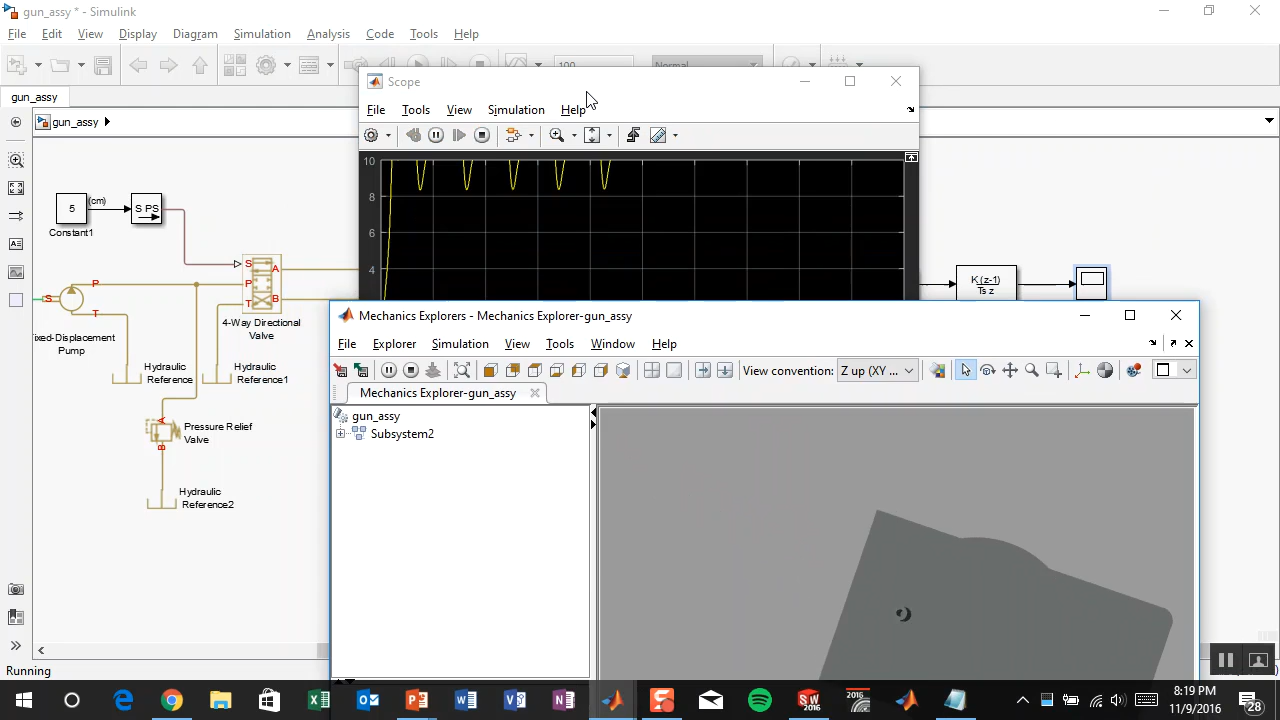 gun_assy * - Simulink
File Edit View Display Diagram Simulation Analysis Code Tools Help
100 Normal
gun_assy
gun_assy
Scope
File Tools View Simulation Help
10
8
6
4
5
(cm)
S PS
Constant1
S
P
T
A
B
4-Way Directional
Valve
S
P
T
ixed-Displacement
Pump
Hydraulic
Reference
Hydraulic
Reference1
A
B
Pressure Relief
Valve
Hydraulic
Reference2
K (z-1)
Ts z
Mechanics Explorers - Mechanics Explorer-gun_assy
File Explorer Simulation View Tools Window Help
View convention: Z up (XY ...
Mechanics Explorer-gun_assy
gun_assy
Subsystem2
Running
8:19 PM
11/9/2016
28